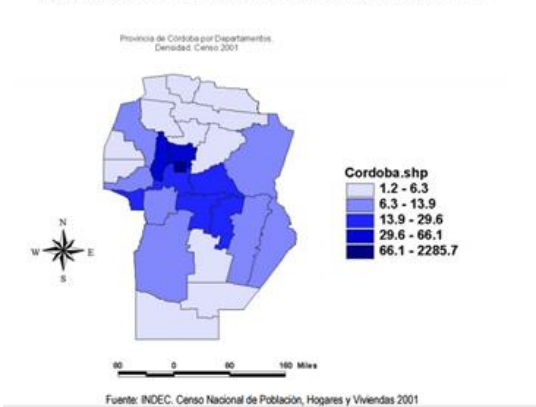 Provincia de Córdoba por Departamentos.
Densidad. Censo 2001
Cordoba.shp
1.2 - 6.3
6.3 - 13.9
13.9 - 29.6
29.6 - 66.1
66.1 - 2285.7
N
W E
S
80 0 80 160 Miles
Fuente: INDEC. Censo Nacional de Población, Hogares y Viviendas 2001